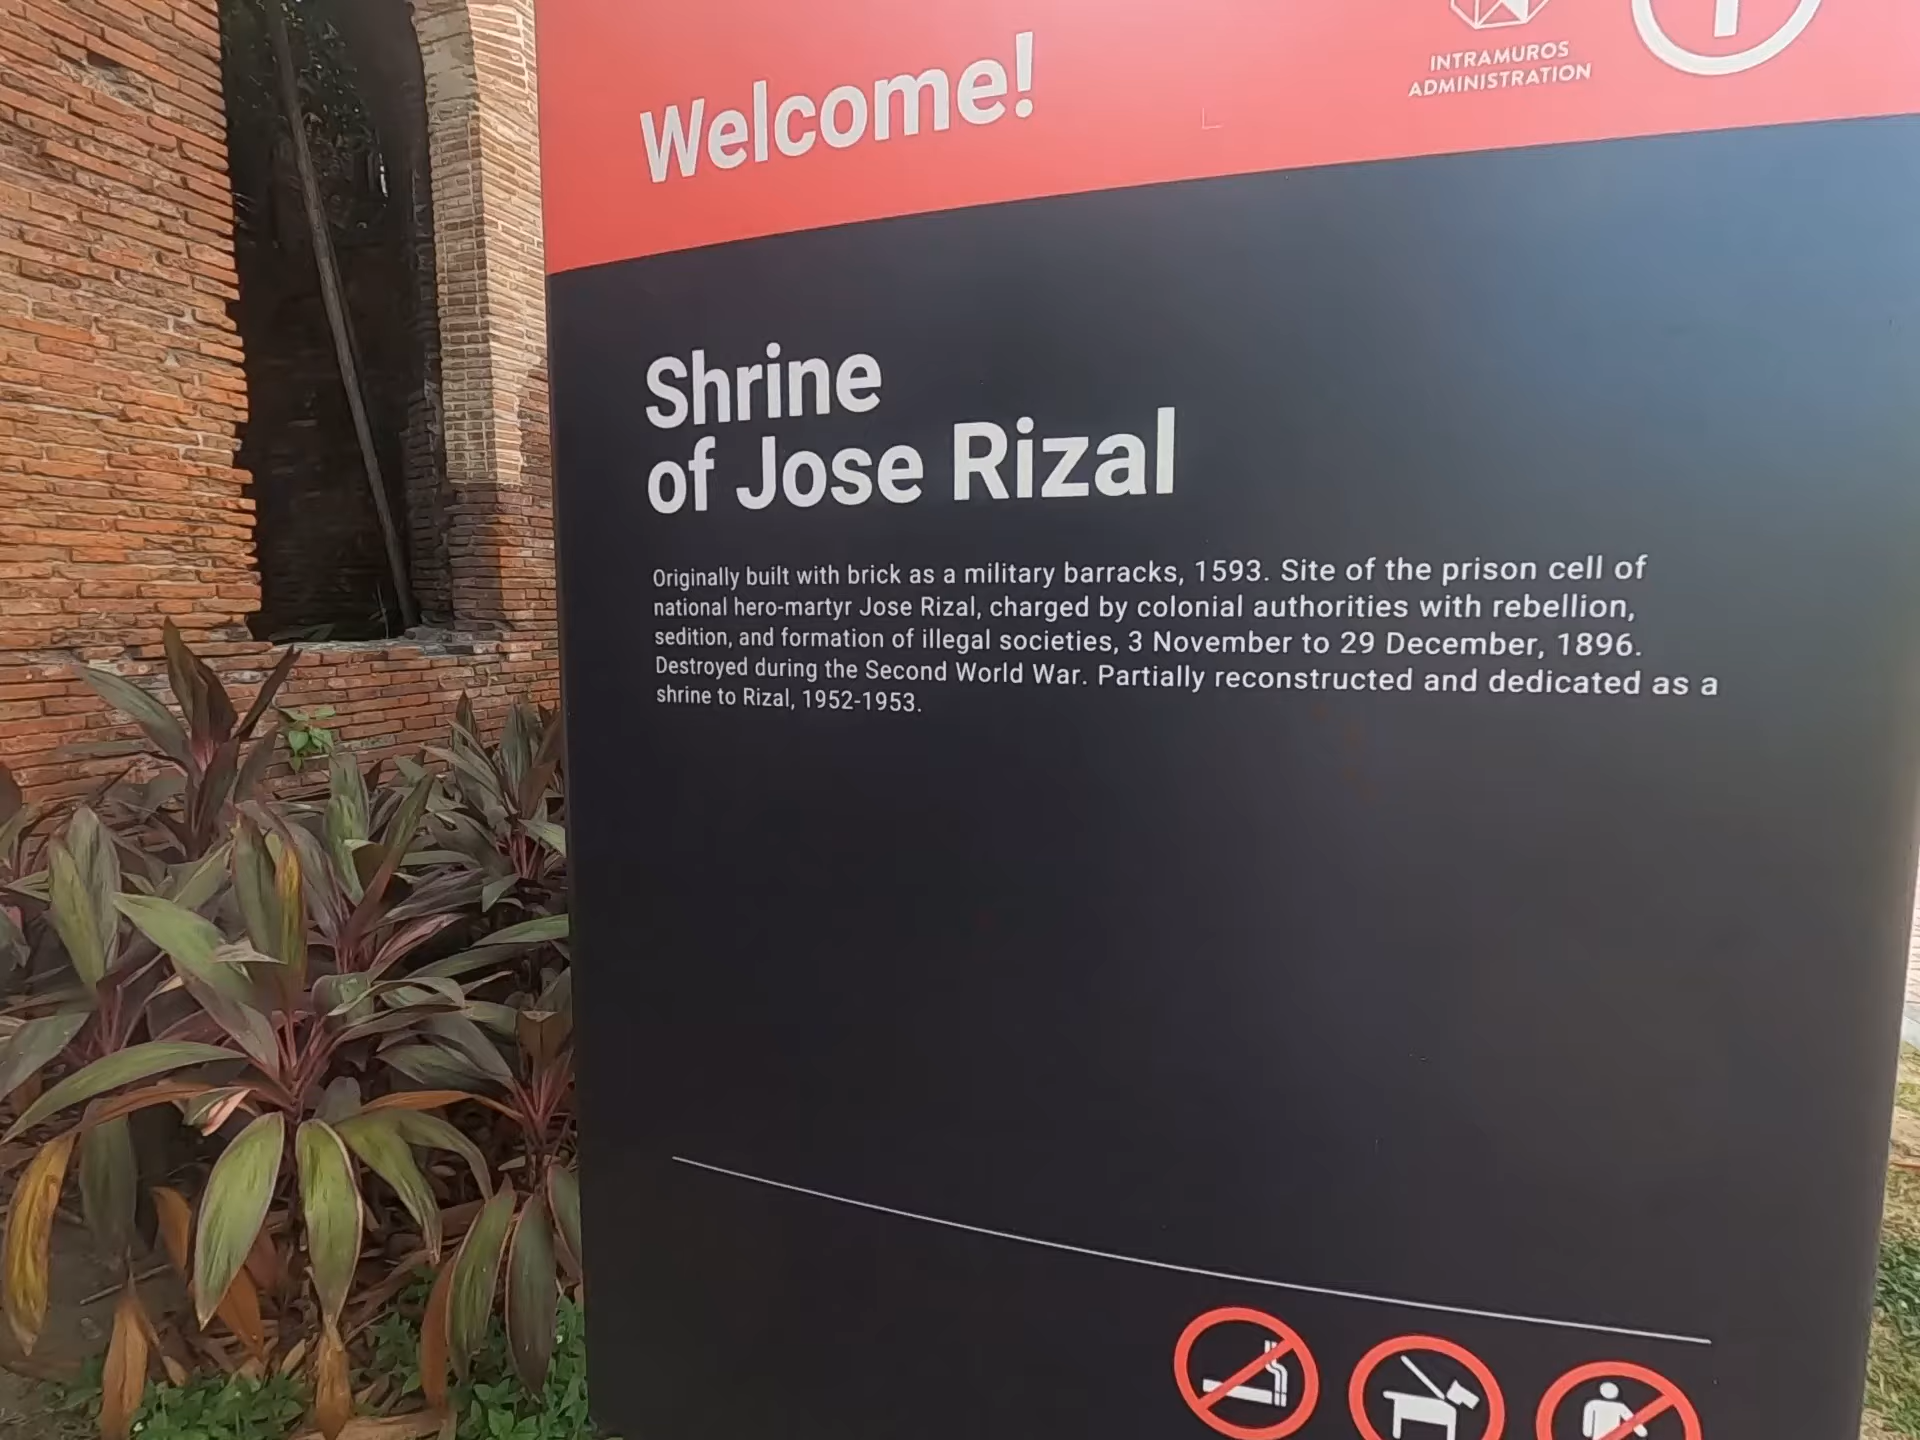 INTRAMUROS
ADMINISTRATION
Welcome!
Shrine
of Jose Rizal
Originally built with brick as a military barracks, 1593. Site of the prison cell of
national hero-martyr Jose Rizal, charged by colonial authorities with rebellion,
sedition, and formation of illegal societies, 3 November to 29 December, 1896.
Destroyed during the Second World War. Partially reconstructed and dedicated as a
shrine to Rizal, 1952-1953.